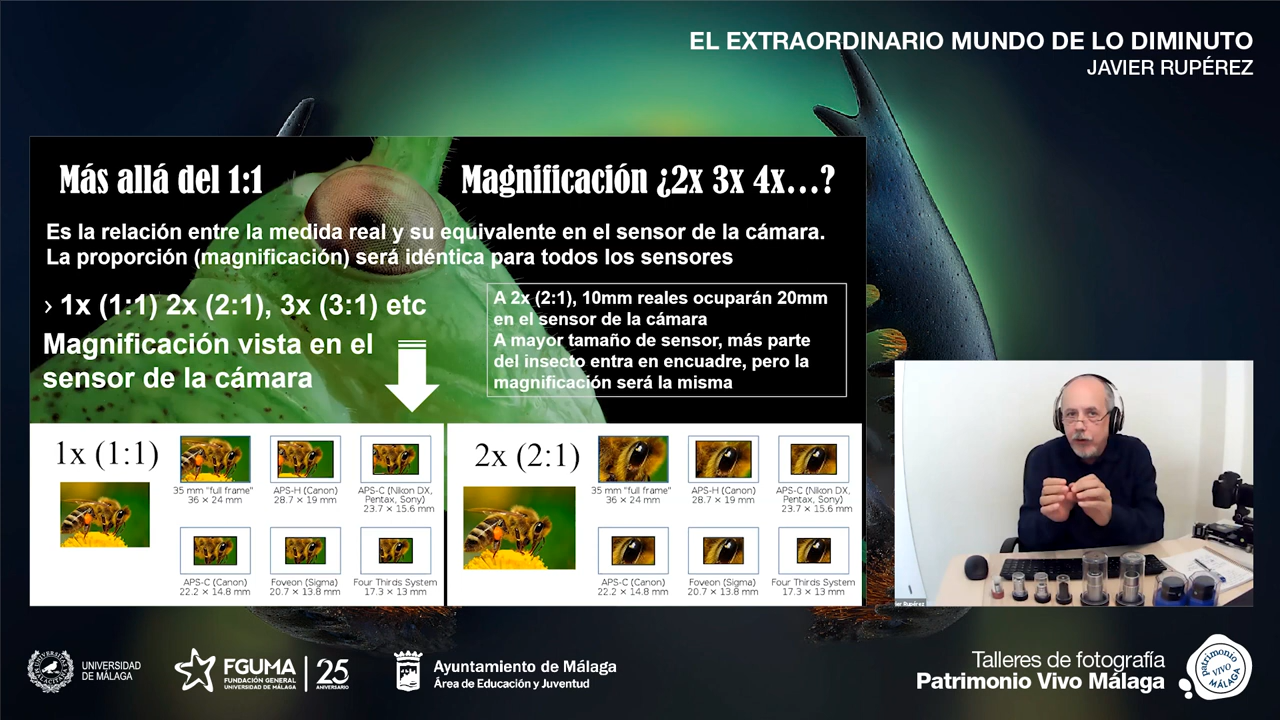 EL EXTRAORDINARIO MUNDO DE LO DIMINUTO
JAVIER RUPÉREZ
Más allá del 1:1
Magnificación ¿2x 3x 4x...?
Es la relación entre la medida real y su equivalente en el sensor de la cámara.
La proporción (magnificación) será idéntica para todos los sensores
› 1x (1:1) 2x (2:1), 3x (3:1) etc
Magnificación vista en el
sensor de la cámara
A 2x (2:1), 10mm reales ocuparán 20mm
en el sensor de la cámara
A mayor tamaño de sensor, más parte
del insecto entra en encuadre, pero la
magnificación será la misma
1x (1:1)
35 mm "full frame"
36 × 24 mm
APS-H (Canon)
28.7 × 19 mm
APS-C (Nikon DX,
Pentax, Sony)
23.7 × 15.6 mm
APS-C (Canon)
22.2 × 14.8 mm
Foveon (Sigma)
20.7 × 13.8 mm
Four Thirds System
17.3 × 13 mm
2x (2:1)
35 mm "full frame"
36 × 24 mm
APS-H (Canon)
28.7 × 19 mm
APS-C (Nikon DX,
Pentax, Sony)
23.7 × 15.6 mm
APS-C (Canon)
22.2 × 14.8 mm
Foveon (Sigma)
20.7 × 13.8 mm
Four Thirds System
17.3 × 13 mm
ier Rupérez
UNIVERSIDAD
DE MÁLAGA
FGUMA
FUNDACIÓN GENERAL
UNIVERSIDAD DE MÁLAGA
25
ANIVERSARIO
Ayuntamiento de Málaga
Área de Educación y Juventud
Talleres de fotografía
Patrimonio Vivo Málaga
patrimonio
VIVO
MÁLAGA